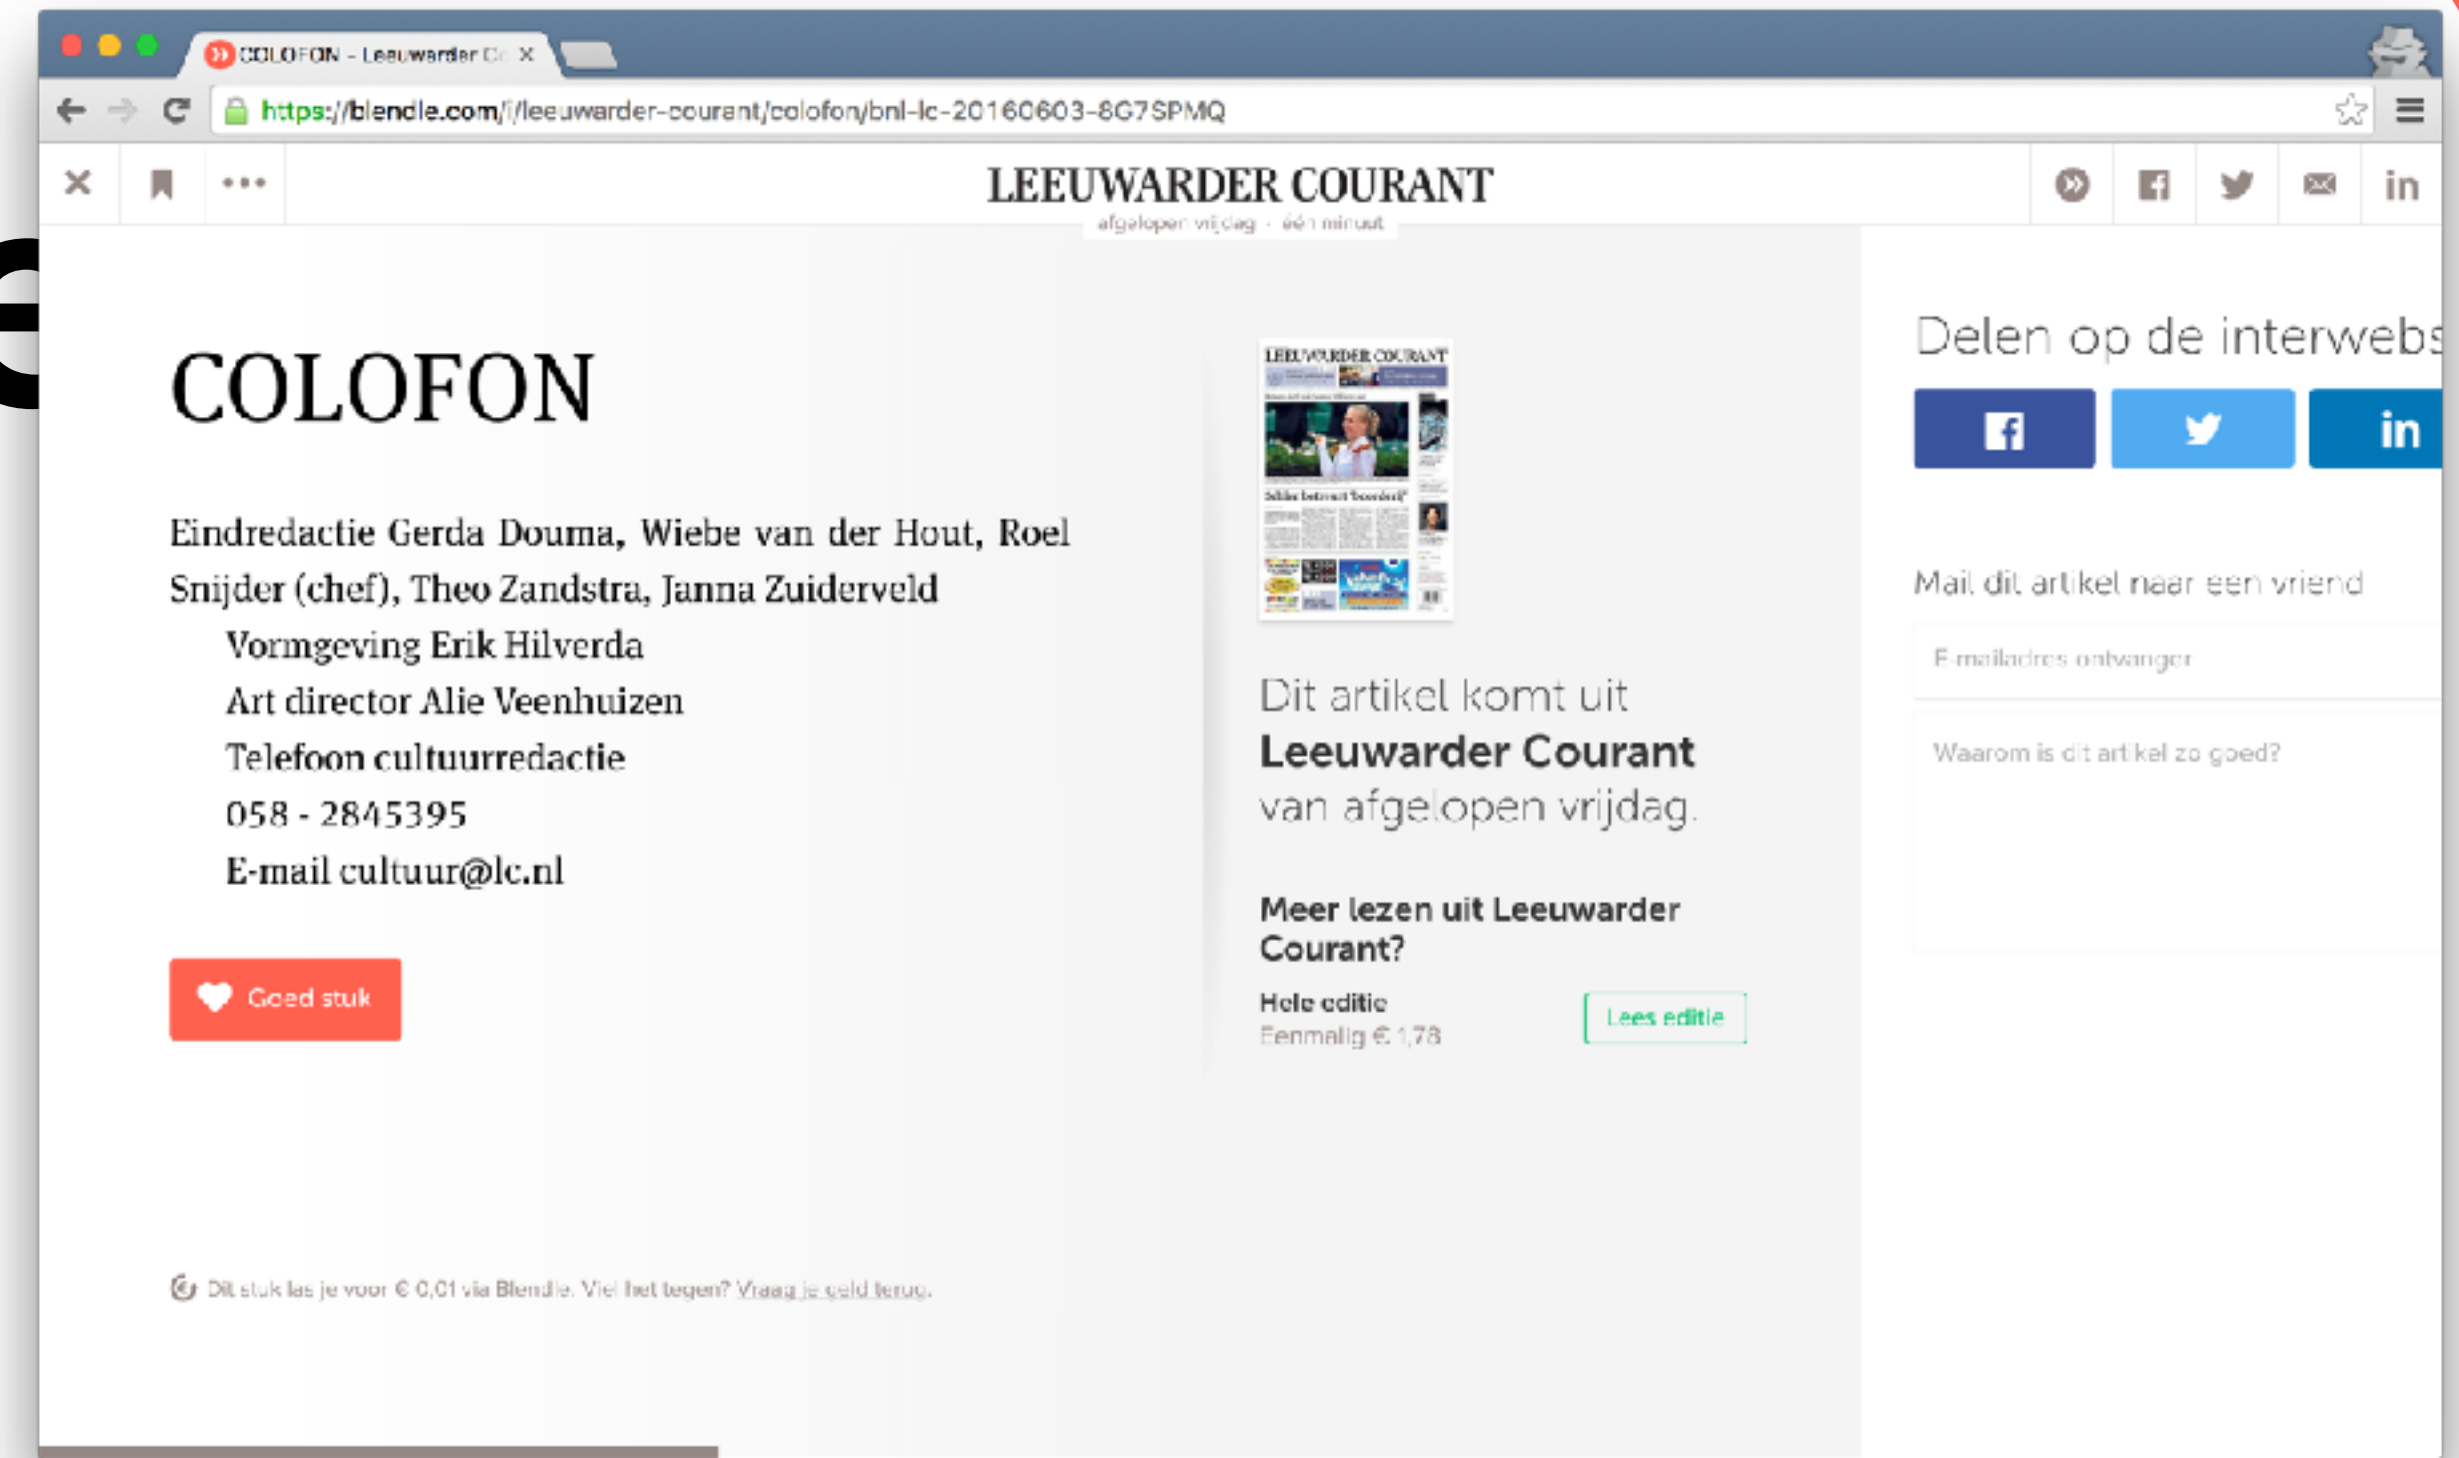 COLOFON - Leeuwarder Co
https://blendle.com/i/leeuwarder-courant/colofon/bnl-lc-20160603-8G7SPMQ
LEEUWARDER COURANT
afgelopen vrijdag · één minuut
in
e
COLOFON
Eindredactie Gerda Douma, Wiebe van der Hout, Roel
Snijder (chef), Theo Zandstra, Janna Zuiderveld
Vormgeving Erik Hilverda
Art director Alie Veenhuizen
Telefoon cultuurredactie
058 - 2845395
E-mail cultuur@lc.nl
Goed stuk
Dit stuk las je voor € 0,01 via Blendle. Viel het tegen? Vraag je geld terug.
LEEUWARDER COURANT
Dit artikel komt uit
Leeuwarder Courant
van afgelopen vrijdag.
Meer lezen uit Leeuwarder
Courant?
Hele editie
Eenmalig € 1,78
Lees editie
Delen op de interwebs
in
Mail dit artikel naar een vriend
E-mailadres ontvanger
Waarom is dit artikel zo goed?